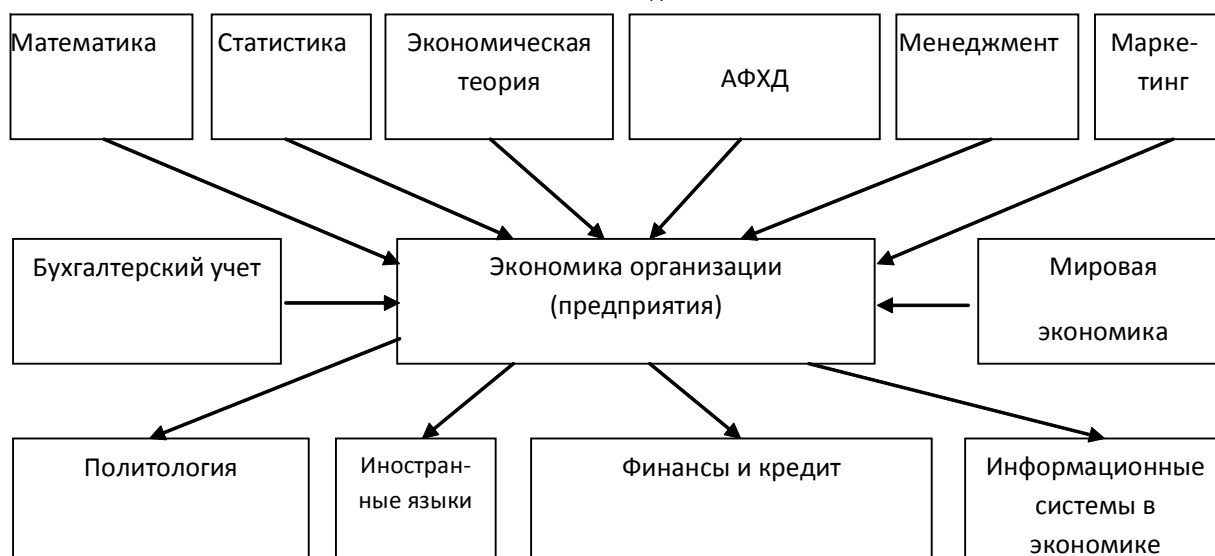 Математика
Статистика
Экономическая
теория
АФХД
Менеджмент
Марке-
тинг
Бухгалтерский учет
Экономика организации
(предприятия)
Мировая
экономика
Политология
Иностран-
ные языки
Финансы и кредит
Информационные
системы в
экономике